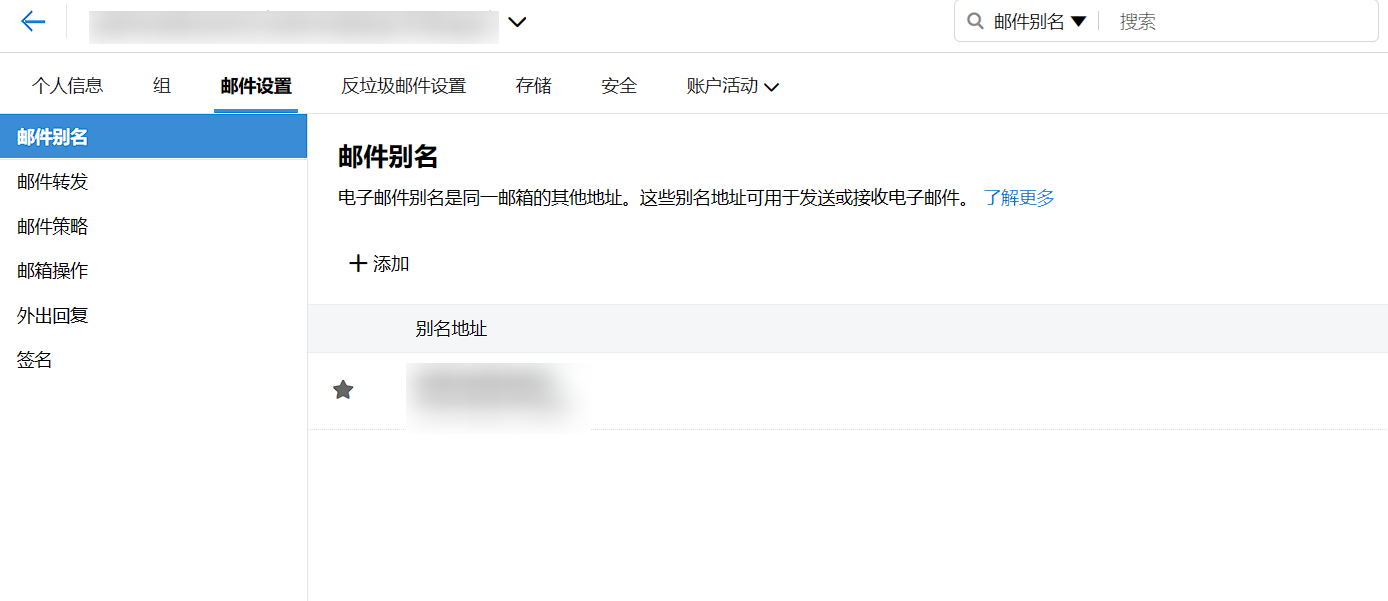 邮件别名 搜索
个人信息 组 邮件设置 反垃圾邮件设置 存储 安全 账户活动
邮件别名
邮件转发
邮件策略
邮箱操作
外出回复
签名
邮件别名
电子邮件别名是同一邮箱的其他地址。这些别名地址可用于发送或接收电子邮件。 了解更多
添加
别名地址